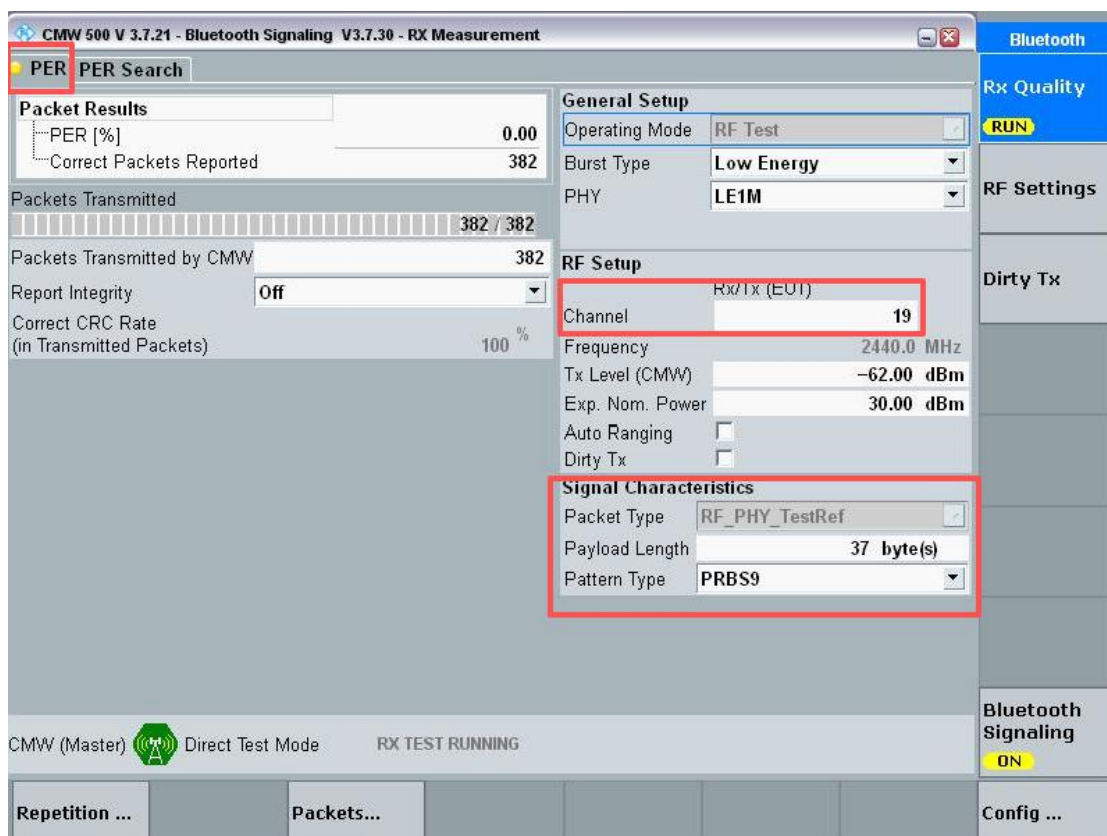 CMW 500 V 3.7.21 - Bluetooth Signaling V3.7.30 - RX Measurement
PER PER Search
Packet Results
PER [%] 0.00
Correct Packets Reported 382
Packets Transmitted
382 / 382
Packets Transmitted by CMW 382
Report Integrity Off
Correct CRC Rate
(in Transmitted Packets) 100 %
General Setup
Operating Mode RF Test
Burst Type Low Energy
PHY LE1M
RF Setup
Rx/Tx (EUT)
Channel 19
Frequency 2440.0 MHz
Tx Level (CMW) −62.00 dBm
Exp. Nom. Power 30.00 dBm
Auto Ranging
Dirty Tx
Signal Characteristics
Packet Type RF_PHY_TestRef
Payload Length 37 byte(s)
Pattern Type PRBS9
CMW (Master) Direct Test Mode RX TEST RUNNING
Repetition ... Packets...
Bluetooth
Rx Quality
RUN
RF Settings
Dirty Tx
Bluetooth
Signaling
ON
Config ...